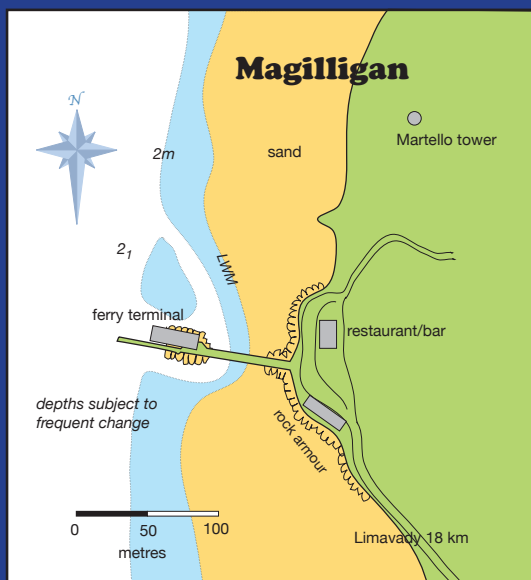 Magilligan
N
Martello tower
2m
sand
2₁
LWM
ferry terminal
restaurant/bar
depths subject to
frequent change
rock armour
0 50 100
metres
Limavady 18 km